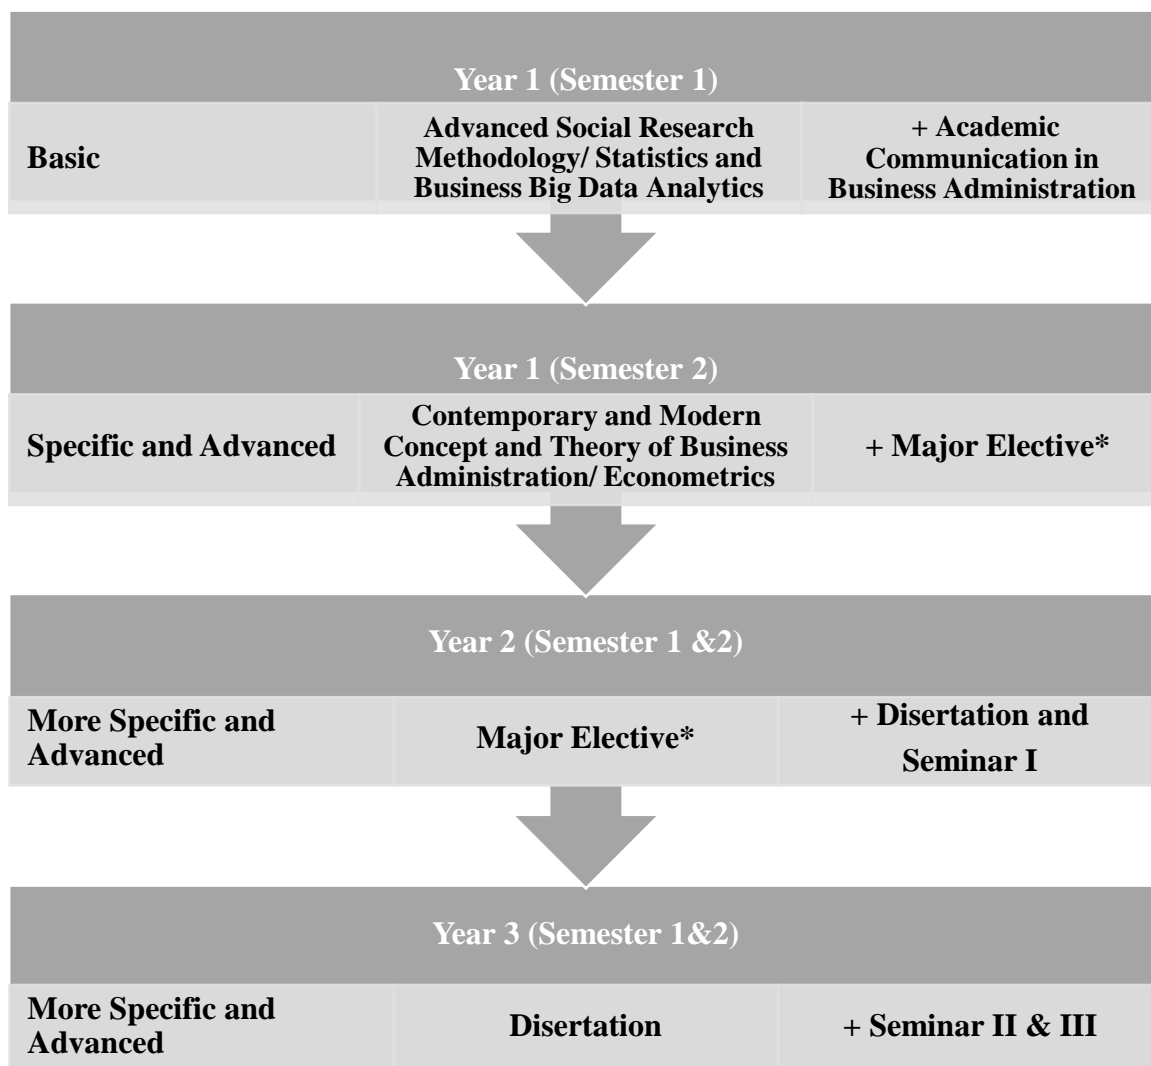 Year 1 (Semester 1)
Basic
Advanced Social Research
Methodology/ Statistics and
Business Big Data Analytics
+ Academic
Communication in
Business Administration
Year 1 (Semester 2)
Specific and Advanced
Contemporary and Modern
Concept and Theory of Business
Administration/ Econometrics
+ Major Elective*
Year 2 (Semester 1 &2)
More Specific and
Advanced
Major Elective*
+ Disertation and
Seminar I
Year 3 (Semester 1&2)
More Specific and
Advanced
Disertation
+ Seminar II & III